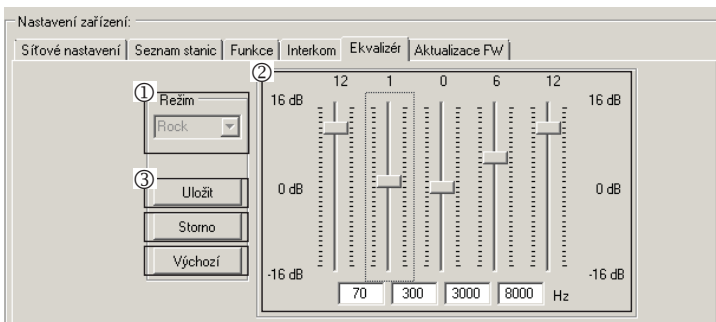 Nastavení zařízení:
Síťové nastavení Seznam stanic Funkce Interkom Ekvalizér Aktualizace FW
① Režim
Rock
③ Uložit
Storno
Výchozí
②
12 1 0 6 12
16 dB 16 dB
0 dB 0 dB
-16 dB -16 dB
70 300 3000 8000 Hz